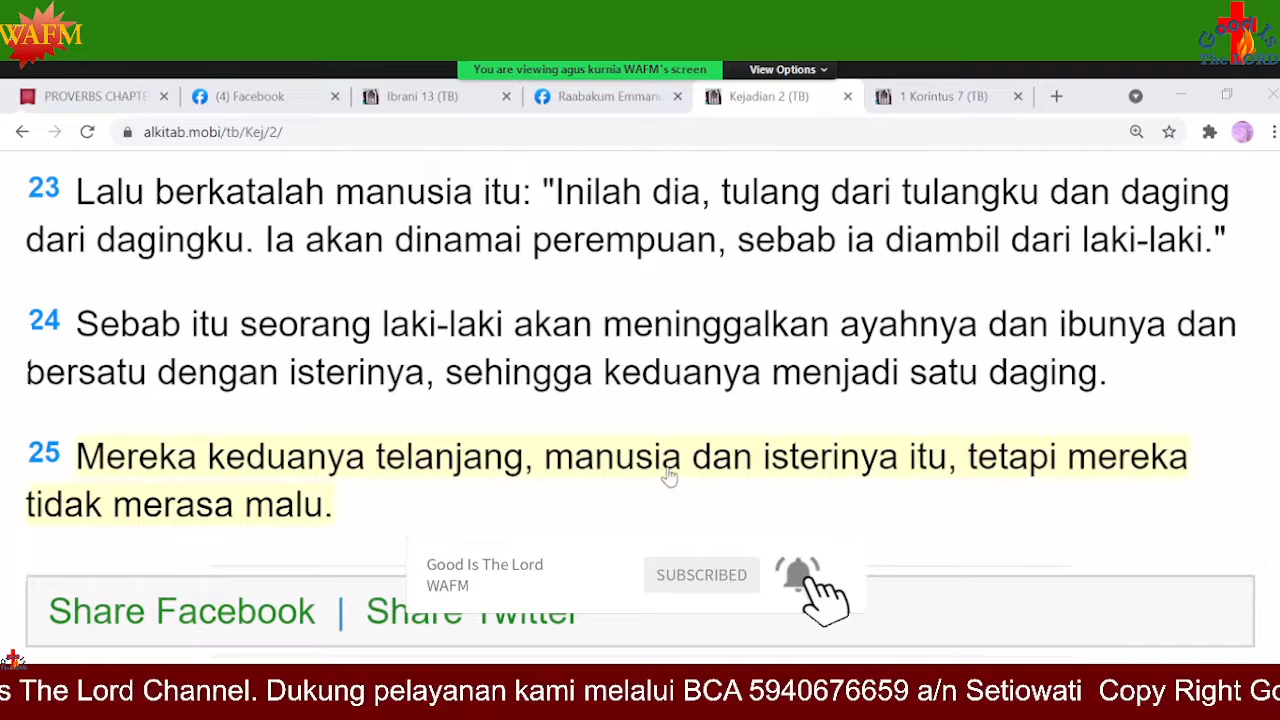 WAFM
Good Is
The LORD
You are viewing agus kurnia WAFM's screen
View Options
PROVERBS CHAPTE
(4) Facebook
Ibrani 13 (TB)
Raabakum Emmanu
Kejadian 2 (TB)
1 Korintus 7 (TB)
alkitab.mobi/tb/Kej/2/
23 Lalu berkatalah manusia itu: "Inilah dia, tulang dari tulangku dan daging
dari dagingku. Ia akan dinamai perempuan, sebab ia diambil dari laki-laki."
24 Sebab itu seorang laki-laki akan meninggalkan ayahnya dan ibunya dan
bersatu dengan isterinya, sehingga keduanya menjadi satu daging.
25 Mereka keduanya telanjang, manusia dan isterinya itu, tetapi mereka
tidak merasa malu.
Good Is The Lord
WAFM
SUBSCRIBED
Share Facebook | Share Twitter
s The Lord Channel. Dukung pelayanan kami melalui BCA 5940676659 a/n Setiowati Copy Right Go